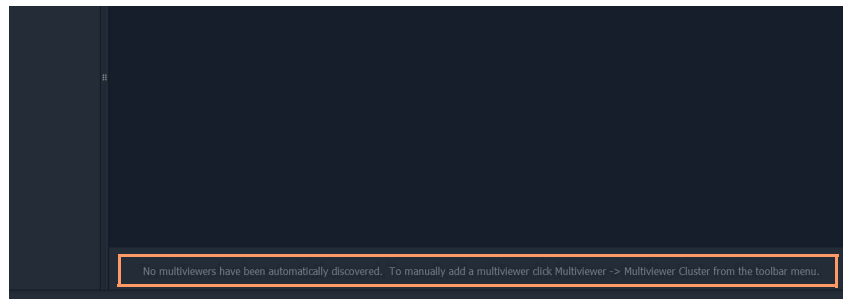 No multiviewers have been automatically discovered.  To manually add a multiviewer click Multiviewer -> Multiviewer Cluster from the toolbar menu.